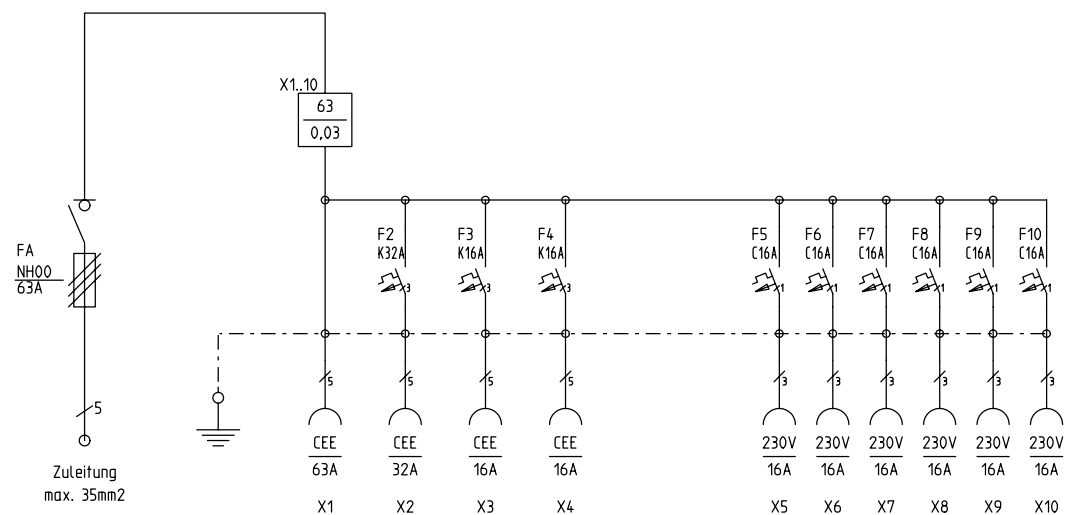 X1..10
63
0,03
FA
NH00
63A
F2
K32A
F3
K16A
F4
K16A
F5
C16A
F6
C16A
F7
C16A
F8
C16A
F9
C16A
F10
C16A
3
3
3
1
1
1
1
1
1
5
5
5
5
5
3
3
3
3
3
3
CEE
63A
CEE
32A
CEE
16A
CEE
16A
230V
16A
230V
16A
230V
16A
230V
16A
230V
16A
230V
16A
Zuleitung
max. 35mm2
X1
X2
X3
X4
X5
X6
X7
X8
X9
X10